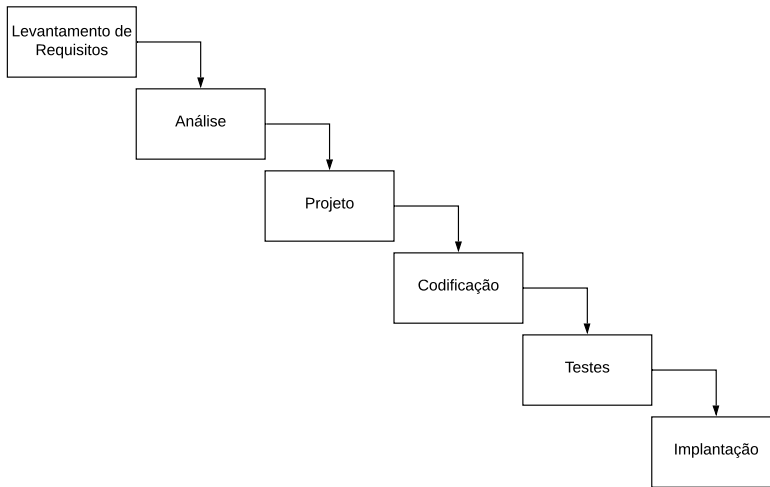 Levantamento de
Requisitos
Análise
Projeto
Codificação
Testes
Implantação